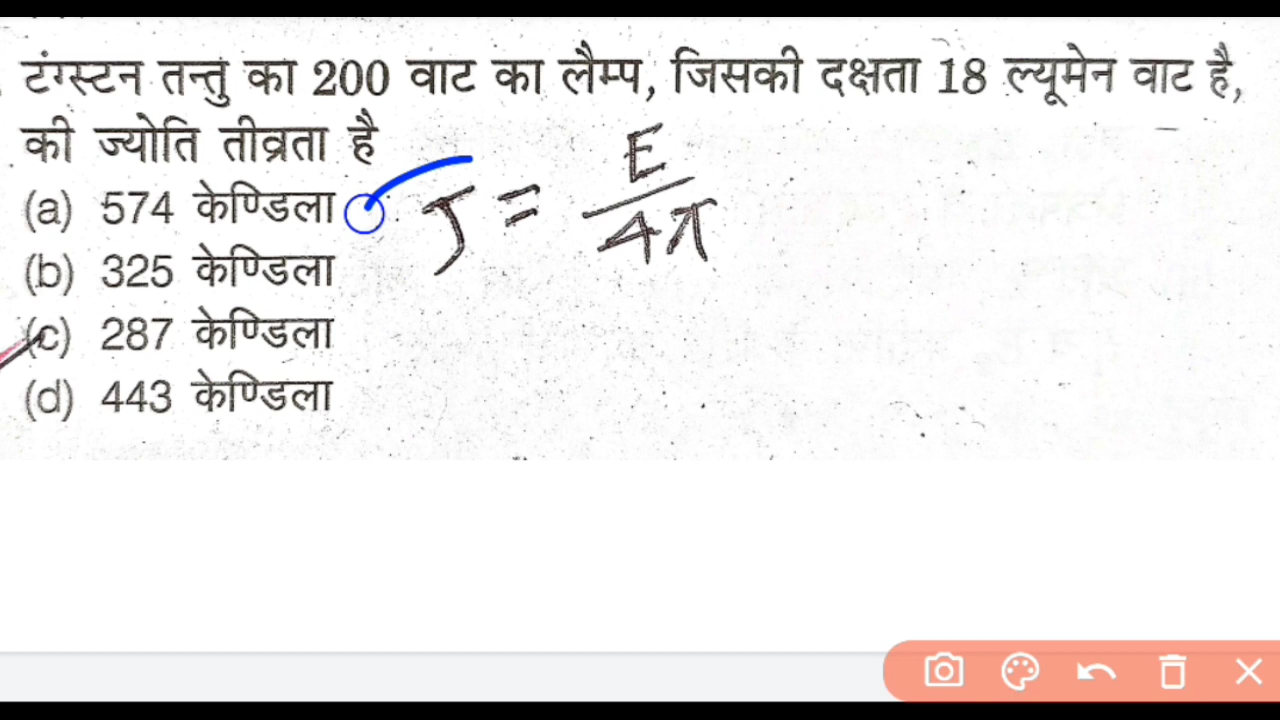 टंग्स्टन तन्तु का 200 वाट का लैम्प, जिसकी दक्षता 18 ल्यूमेन वाट है,
की ज्योति तीव्रता है
(a) 574 केण्डिला
(b) 325 केण्डिला
(c) 287 केण्डिला
(d) 443 केण्डिला
J = E
4π